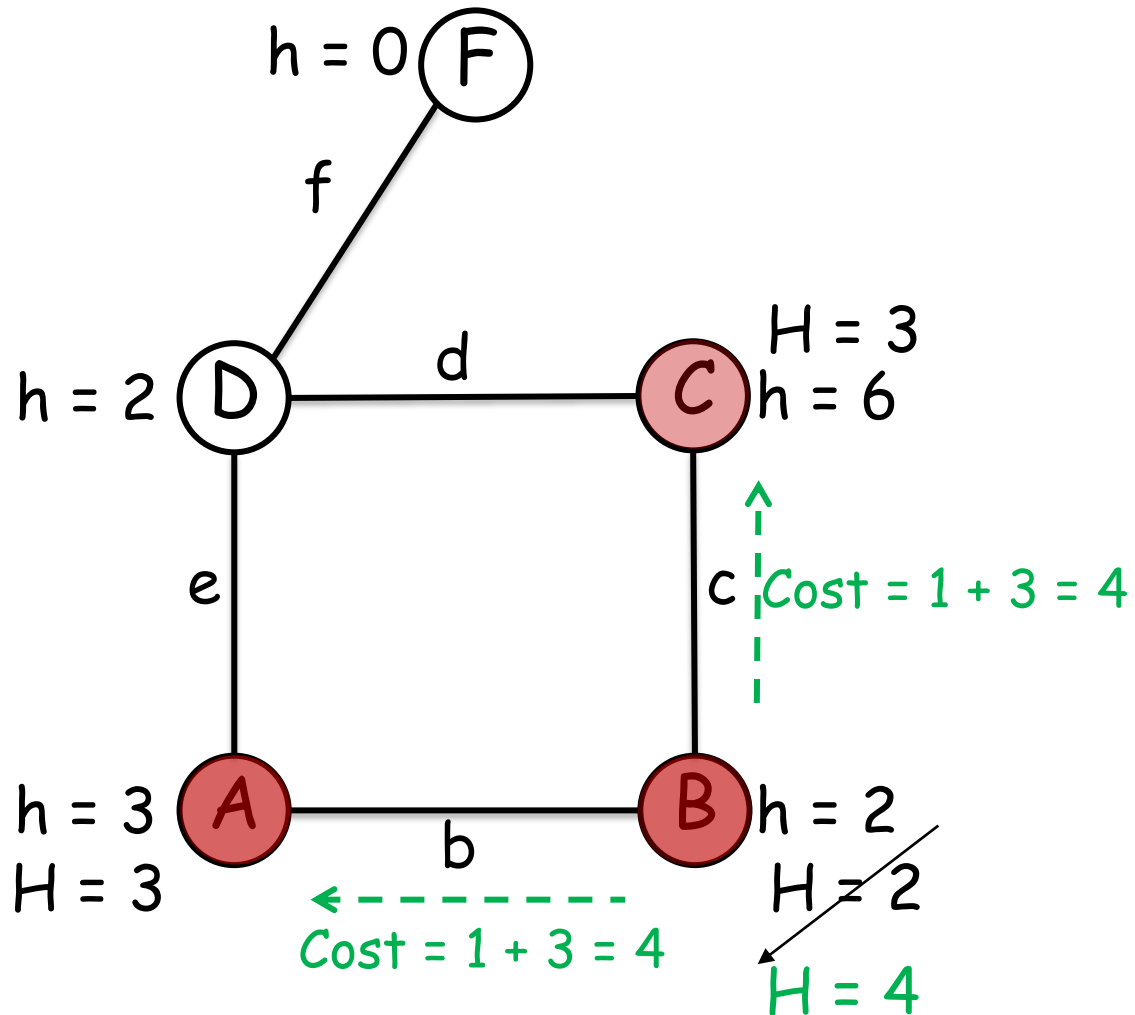 h = 0
F
f
H = 3
d
h = 2
D
C
h = 6
e
c
Cost = 1 + 3 = 4
h = 3
A
B
h = 2
b
H = 3
H = 2
Cost = 1 + 3 = 4
H = 4